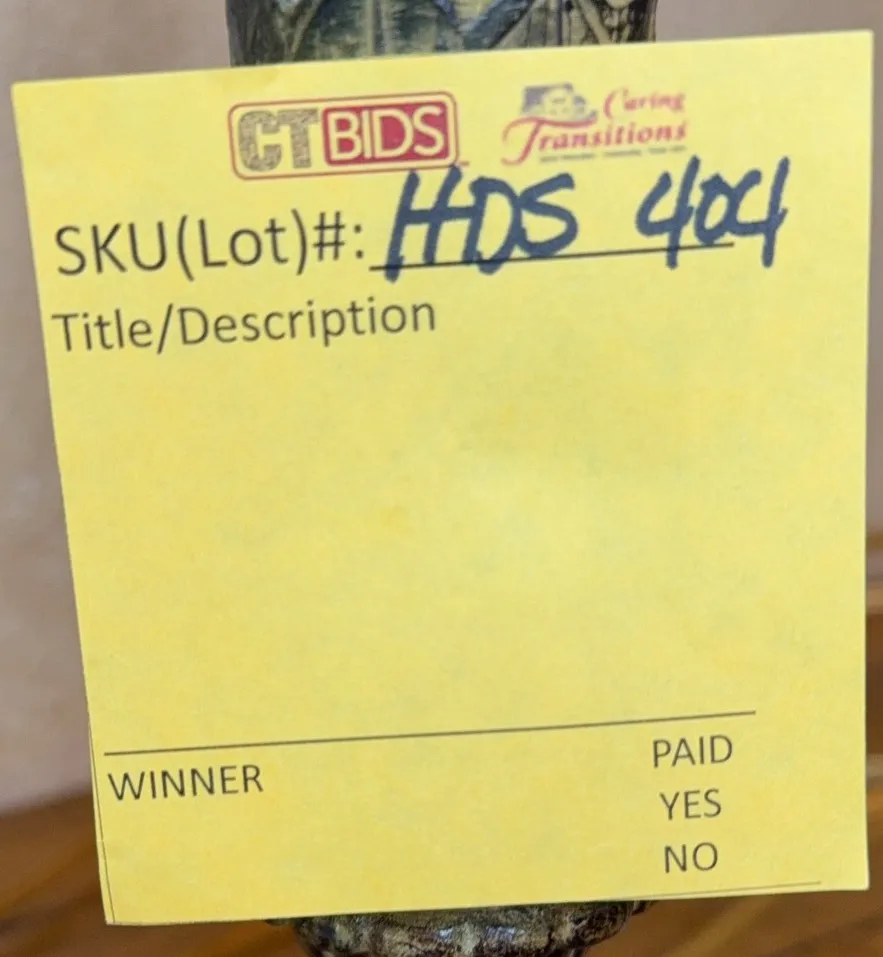 CTBIDS Caring Transitions
SKU(Lot)#: HDS 404
Title/Description
WINNER PAID
YES
NO